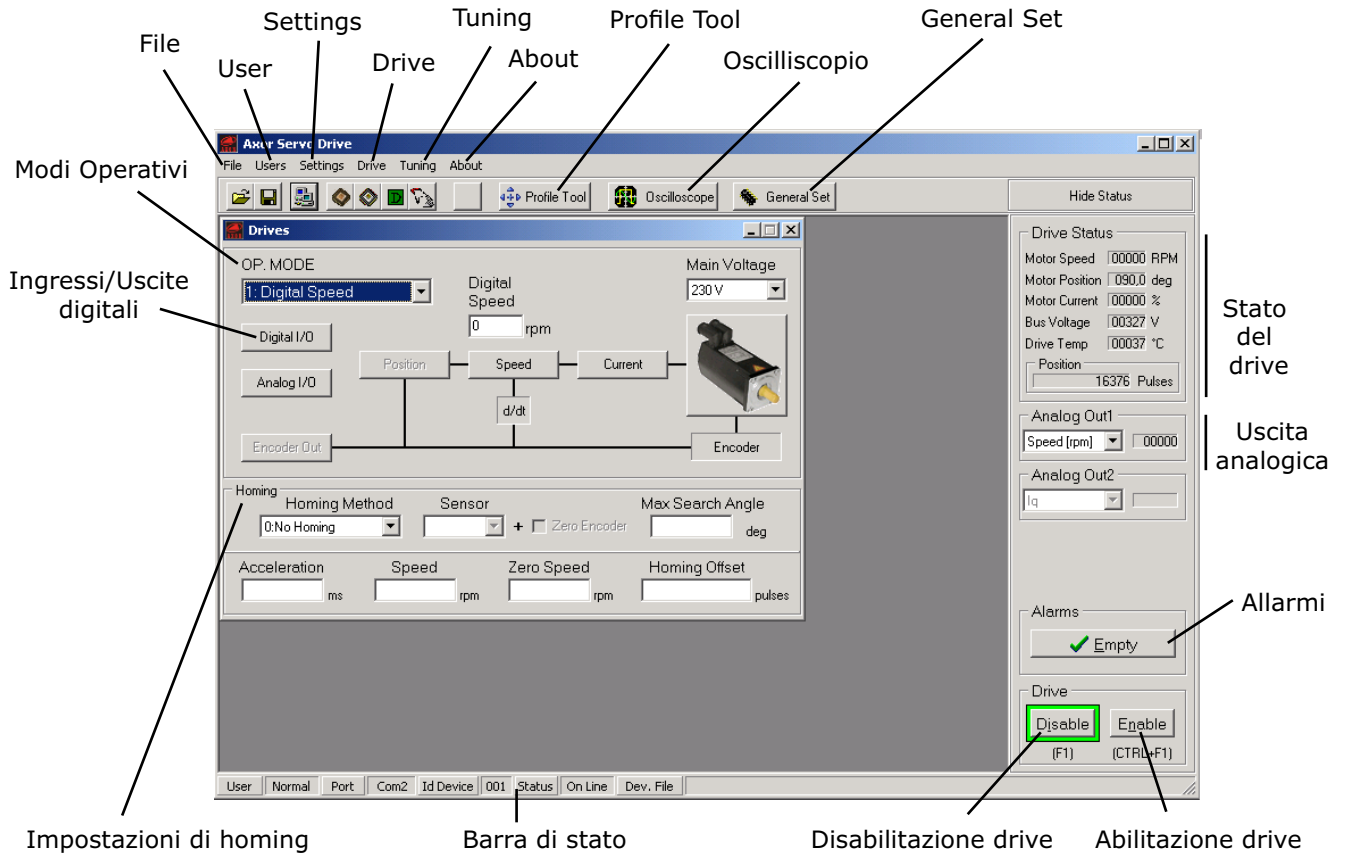 Settings
Tuning
Profile Tool
General Set
File
User
Drive
About
Oscilliscopio
Modi Operativi
Ingressi/Uscite
digitali
Axor Servo Drive
File Users Settings Drive Tuning About
Profile Tool
Oscilloscope
General Set
Hide Status
Drives
OP. MODE
1: Digital Speed
Digital
Speed
0 rpm
Main Voltage
230 V
Digital I/O
Analog I/O
Position
Speed
Current
d/dt
Encoder Out
Encoder
Homing
Homing Method
Sensor
Max Search Angle
0:No Homing
+ Zero Encoder
deg
Acceleration
Speed
Zero Speed
Homing Offset
ms
rpm
rpm
pulses
Drive Status
Motor Speed 00000 RPM
Motor Position 090,0 deg
Motor Current 00000 %
Bus Voltage 00327 V
Drive Temp 00037 °C
Position
16376 Pulses
Stato
del
drive
Analog Out1
Speed [rpm] 00000
Uscita
analogica
Analog Out2
Iq
Alarms
Empty
Allarmi
Drive
Disable
Enable
(F1)
(CTRL+F1)
User Normal Port Com2 Id Device 001 Status On Line Dev. File
Impostazioni di homing
Barra di stato
Disabilitazione drive
Abilitazione drive